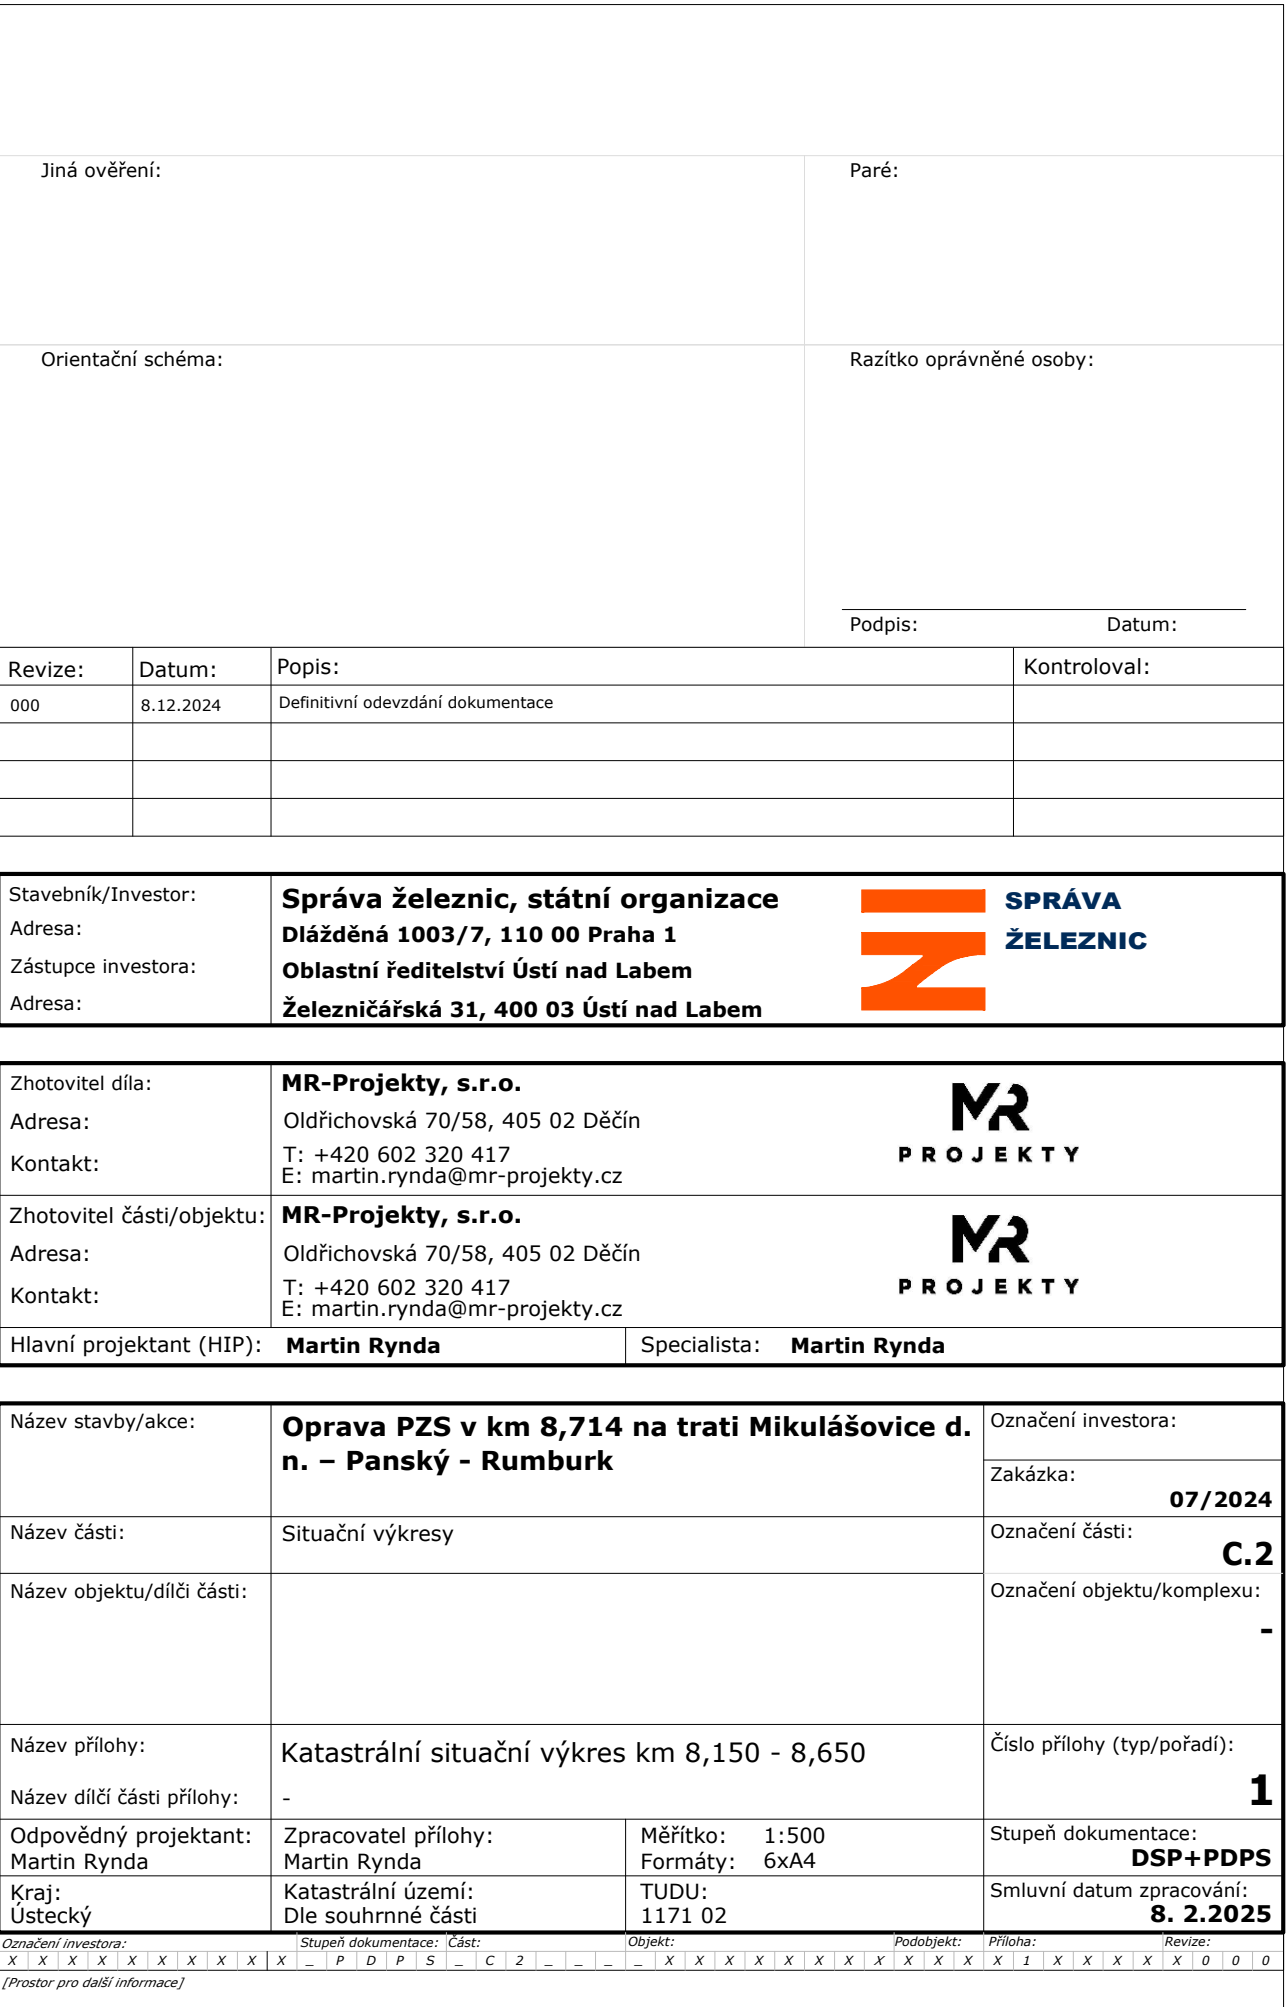 Jiná ověření:
Paré:
Orientační schéma:
Razítko oprávněné osoby:
Podpis: Datum:
Revize: Datum: Popis: Kontroloval:
000 8.12.2024 Definitivní odevzdání dokumentace
Stavebník/Investor: Správa železnic, státní organizace
Adresa: Dlážděná 1003/7, 110 00 Praha 1
Zástupce investora: Oblastní ředitelství Ústí nad Labem
Adresa: Železničářská 31, 400 03 Ústí nad Labem
SPRÁVA
ŽELEZNIC
Zhotovitel díla: MR-Projekty, s.r.o.
Adresa: Oldřichovská 70/58, 405 02 Děčín
Kontakt: T: +420 602 320 417
E: martin.rynda@mr-projekty.cz
MR
PROJEKTY
Zhotovitel části/objektu: MR-Projekty, s.r.o.
Adresa: Oldřichovská 70/58, 405 02 Děčín
Kontakt: T: +420 602 320 417
E: martin.rynda@mr-projekty.cz
MR
PROJEKTY
Hlavní projektant (HIP): Martin Rynda Specialista: Martin Rynda
Název stavby/akce: Oprava PZS v km 8,714 na trati Mikulášovice d.
n. – Panský - Rumburk
Označení investora:
Zakázka:
07/2024
Název části: Situační výkresy
Označení části:
C.2
Název objektu/dílči části:
Označení objektu/komplexu:
-
Název přílohy: Katastrální situační výkres km 8,150 - 8,650
Číslo přílohy (typ/pořadí):
1
Název dílčí části přílohy: -
Odpovědný projektant: Zpracovatel přílohy: Měřítko: 1:500 Stupeň dokumentace:
Martin Rynda Martin Rynda Formáty: 6xA4 DSP+PDPS
Kraj: Katastrální území: TUDU: Smluvní datum zpracování:
Ústecký Dle souhrnné části 1171 02 8. 2.2025
Označení investora: Stupeň dokumentace: Část: Objekt: Podobjekt: Příloha: Revize:
X X X X X X X X X X _ P D P S _ C 2 _ _ _ _ X X X X X X X X X X X X 1 X X X X X 0 0 0
[Prostor pro další informace]